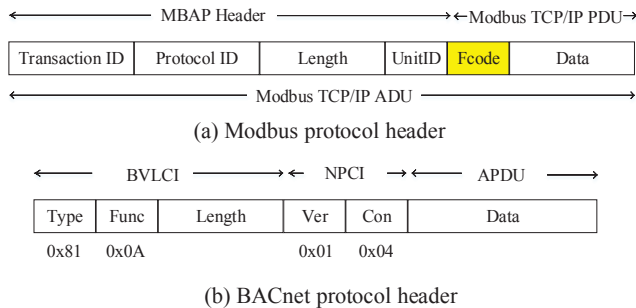 MBAP Header Modbus TCP/IP PDU
Transaction ID Protocol ID Length UnitID Fcode Data
Modbus TCP/IP ADU
(a) Modbus protocol header
BVLCI NPCI APDU
Type Func Length Ver Con Data
0x81 0x0A 0x01 0x04
(b) BACnet protocol header